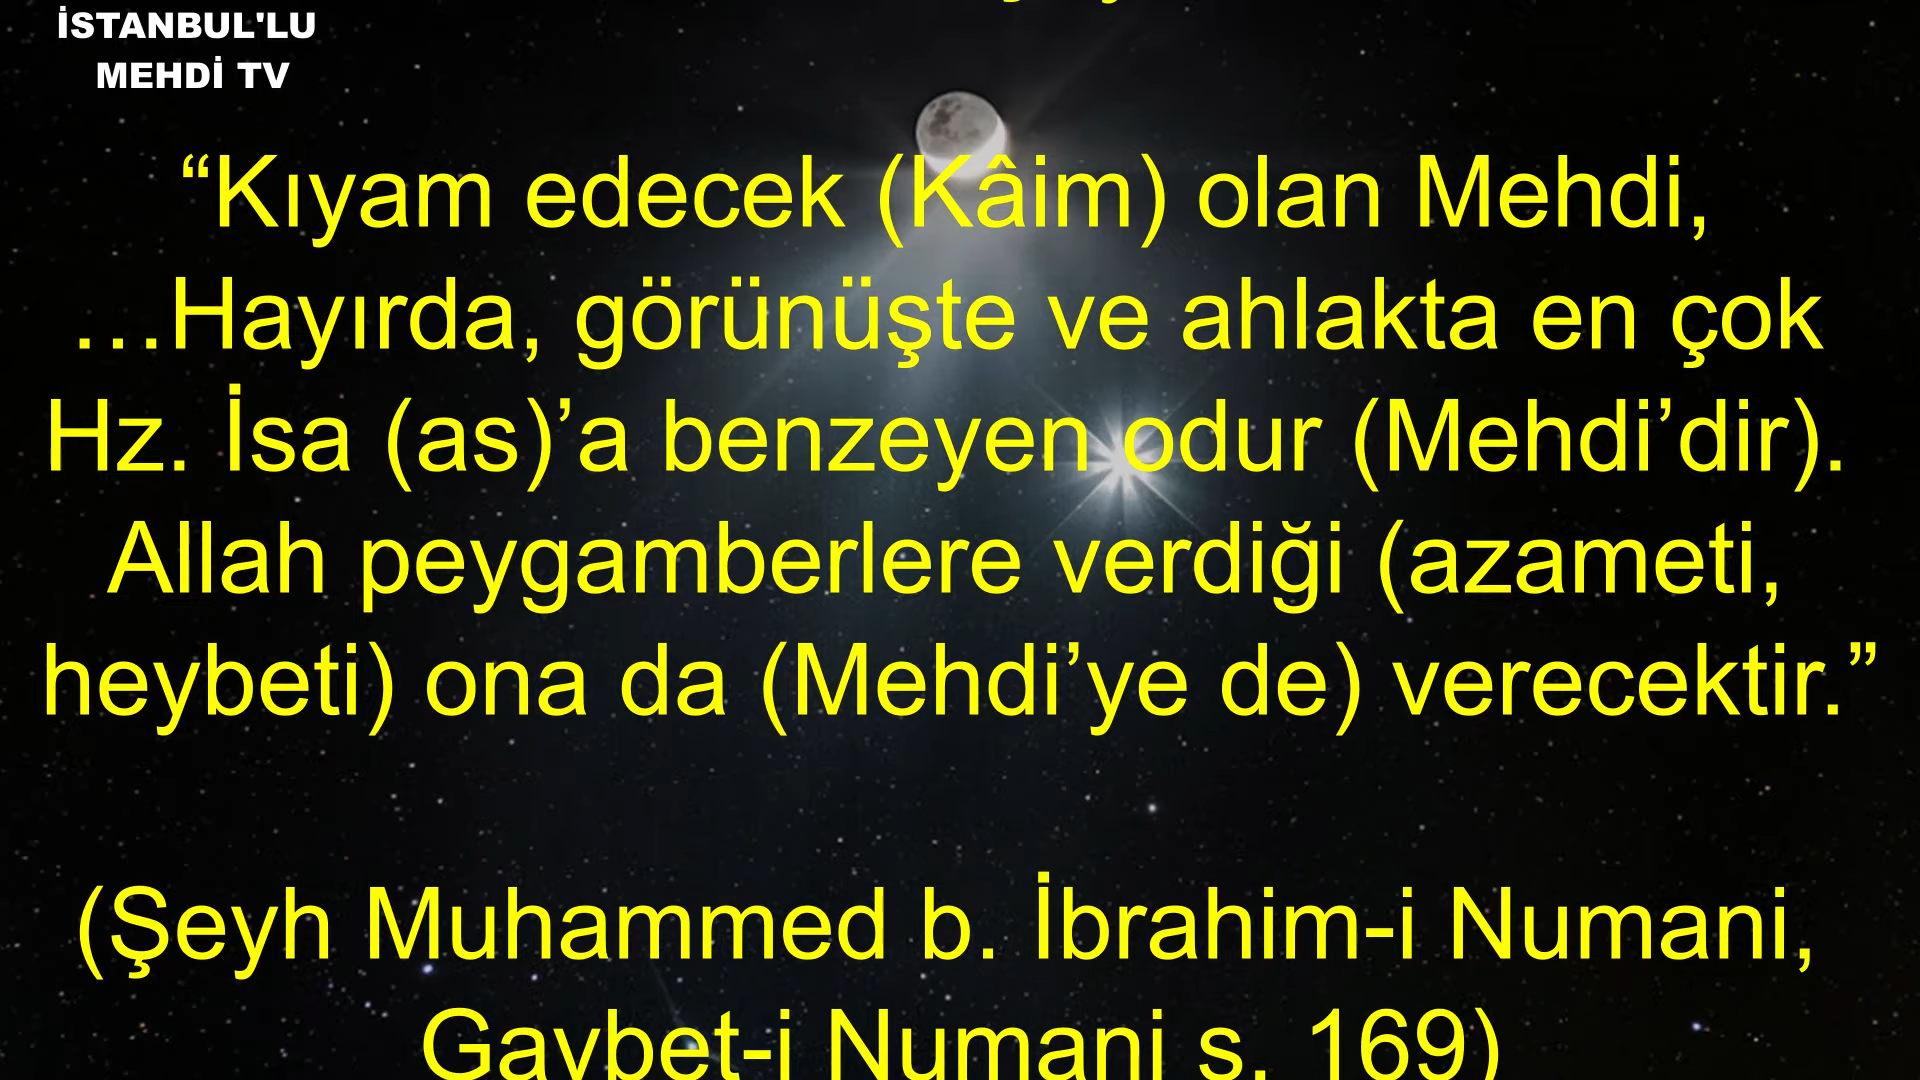 İSTANBUL'LU
MEHDİ TV
“Kıyam edecek (Kâim) olan Mehdi,
…Hayırda, görünüşte ve ahlakta en çok
Hz. İsa (as)’a benzeyen odur (Mehdi’dir).
Allah peygamberlere verdiği (azameti,
heybeti) ona da (Mehdi’ye de) verecektir.”
(Şeyh Muhammed b. İbrahim-i Numani,
Gaybet-i Numani s. 169)